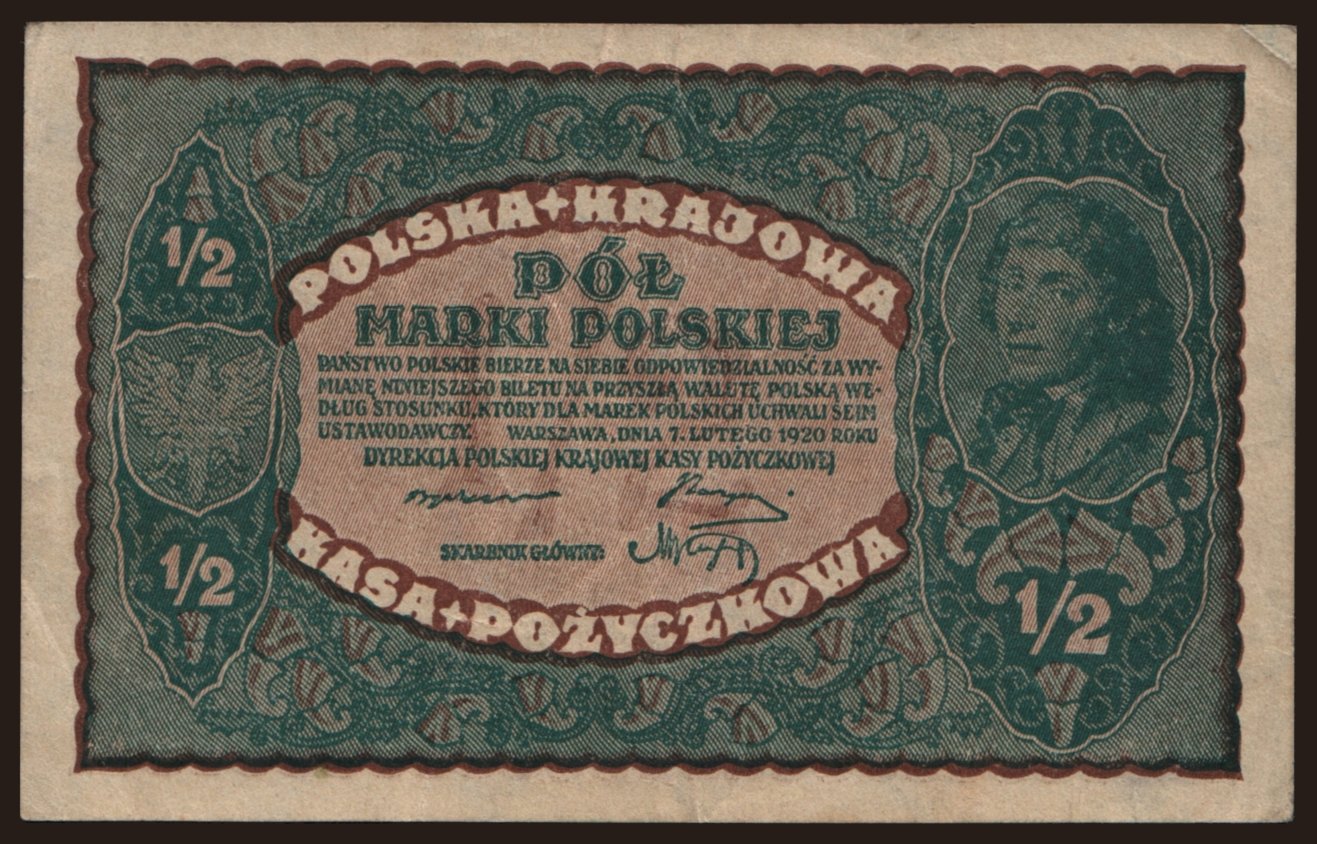 POLSKA + KRAJOWA
1/2
PÓŁ
MARKI POLSKIEJ
PAŃSTWO POLSKIE BIERZE NA SIEBIE ODPOWIEDZIALNOŚĆ ZA WY-
MIANĘ NINIEJSZEGO BILETU NA PRZYSZŁĄ WALUTĘ POLSKĄ WE-
DŁUG STOSUNKU, KTÓRY DLA MAREK POLSKICH UCHWALI SEJM
USTAWODAWCZY. WARSZAWA, DNIA 7. LUTEGO 1920 ROKU
DYREKCJA POLSKIEJ KRAJOWEJ KASY POŻYCZKOWEJ
SKARBNIK GŁÓWNY:
1/2
1/2
KASA + POŻYCZKOWA